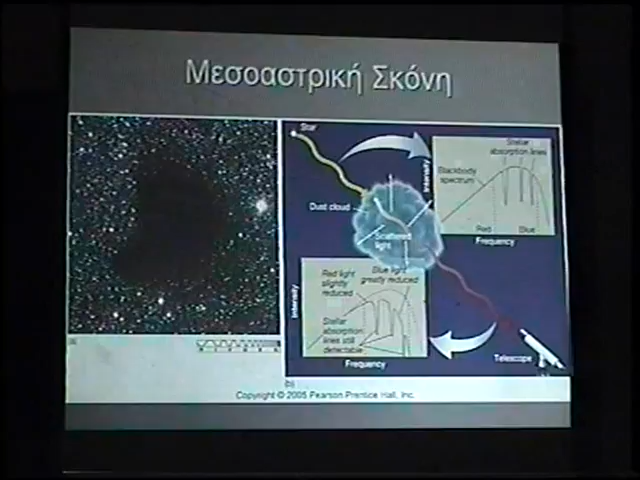 Μεσοαστρική Σκόνη
Star
Stellar
absorption lines
Intensity
Blackbody
spectrum
Dust cloud
Scattered
light
Red
Blue
Frequency
Red light
slightly
reduced
Blue light
greatly reduced
Intensity
Stellar
absorption
lines still
detectable
Frequency
Telescope
(b)
Copyright © 2005 Pearson Prentice Hall, Inc.